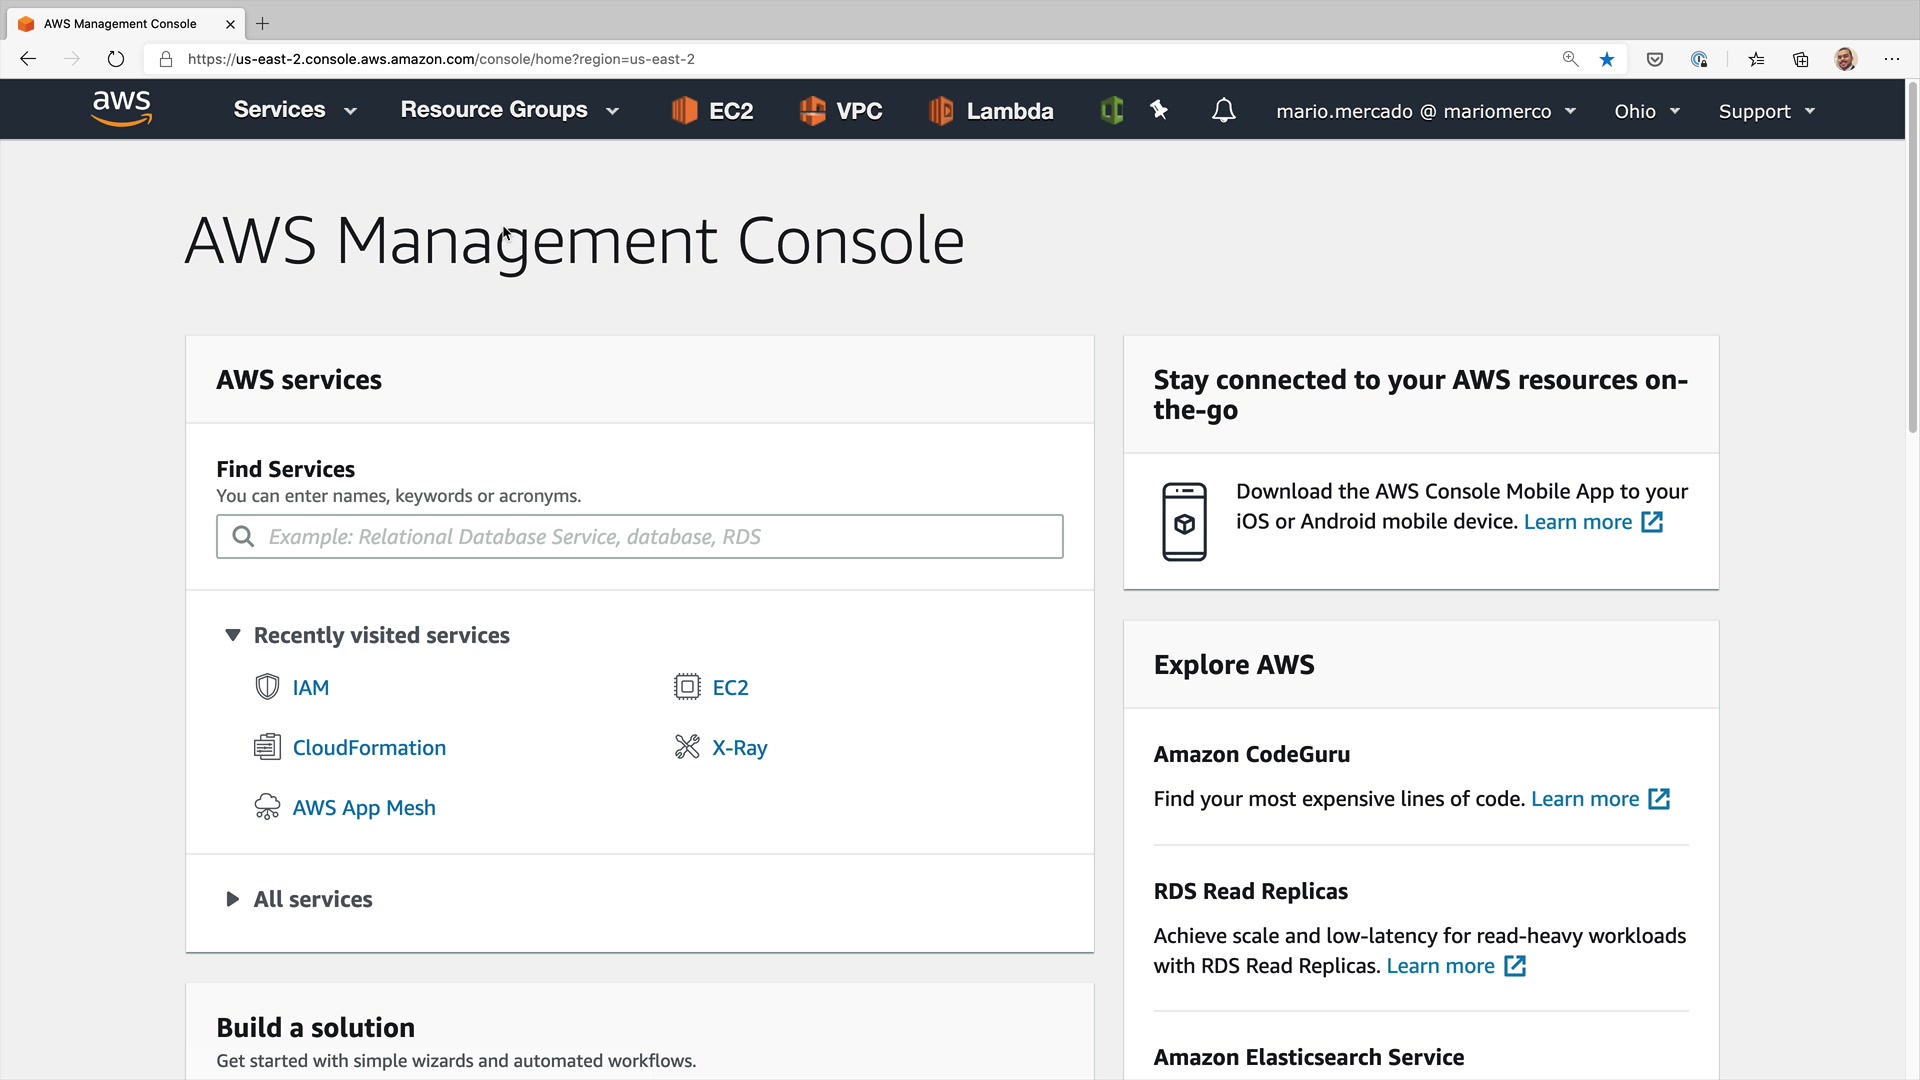 AWS Management Console
https://us-east-2.console.aws.amazon.com/console/home?region=us-east-2
aws
Services
Resource Groups
EC2
VPC
Lambda
mario.mercado @ mariomerco
Ohio
Support
AWS Management Console
AWS services
Find Services
You can enter names, keywords or acronyms.
Example: Relational Database Service, database, RDS
Recently visited services
IAM
EC2
CloudFormation
X-Ray
AWS App Mesh
All services
Build a solution
Get started with simple wizards and automated workflows.
Stay connected to your AWS resources on-
the-go
Download the AWS Console Mobile App to your
iOS or Android mobile device. Learn more
Explore AWS
Amazon CodeGuru
Find your most expensive lines of code. Learn more
RDS Read Replicas
Achieve scale and low-latency for read-heavy workloads
with RDS Read Replicas. Learn more
Amazon Elasticsearch Service